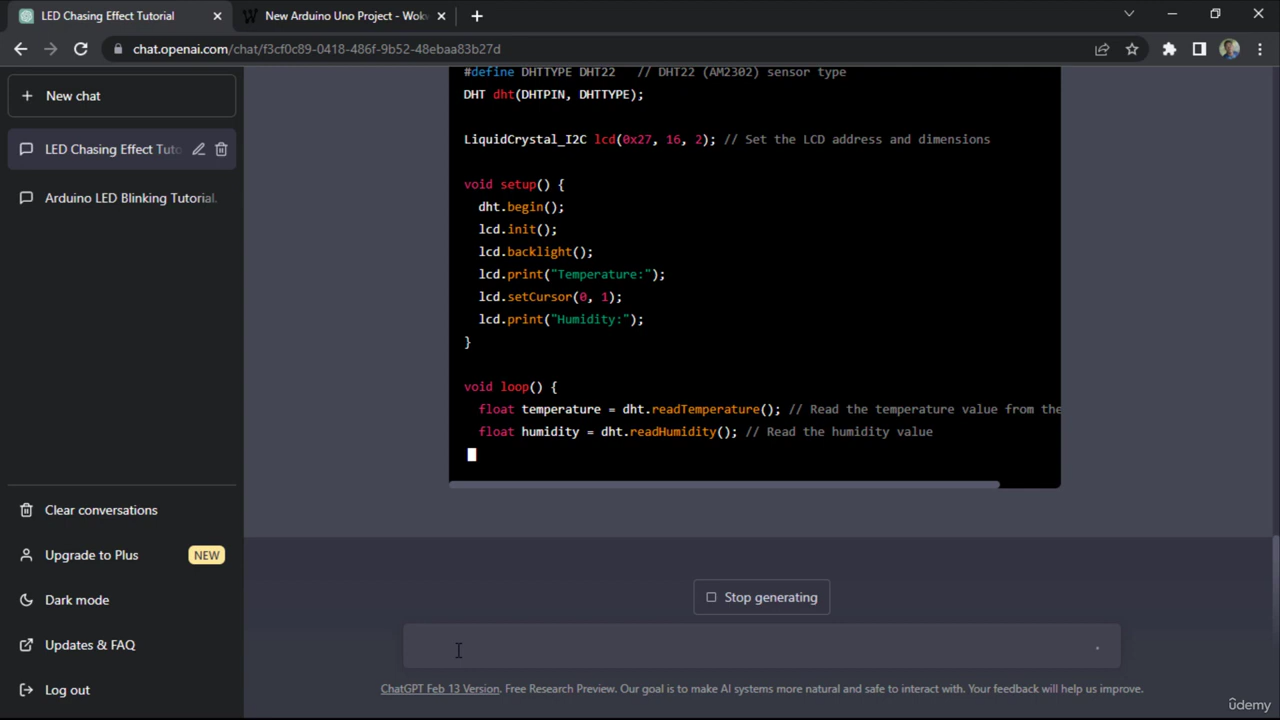 LED Chasing Effect Tutorial
New Arduino Uno Project - Wok
chat.openai.com/chat/f3cf0c89-0418-486f-9b52-48ebaa83b27d
New chat
LED Chasing Effect Tuto
Arduino LED Blinking Tutorial.
#define DHTTYPE DHT22 // DHT22 (AM2302) sensor type
DHT dht(DHTPIN, DHTTYPE);
LiquidCrystal_I2C lcd(0x27, 16, 2); // Set the LCD address and dimensions
void setup() {
dht.begin();
lcd.init();
lcd.backlight();
lcd.print("Temperature:");
lcd.setCursor(0, 1);
lcd.print("Humidity:");
}
void loop() {
float temperature = dht.readTemperature(); // Read the temperature value from the
float humidity = dht.readHumidity(); // Read the humidity value
Clear conversations
Upgrade to Plus NEW
Dark mode
Updates & FAQ
Log out
Stop generating
ChatGPT Feb 13 Version. Free Research Preview. Our goal is to make AI systems more natural and safe to interact with. Your feedback will help us improve.
ûdemy